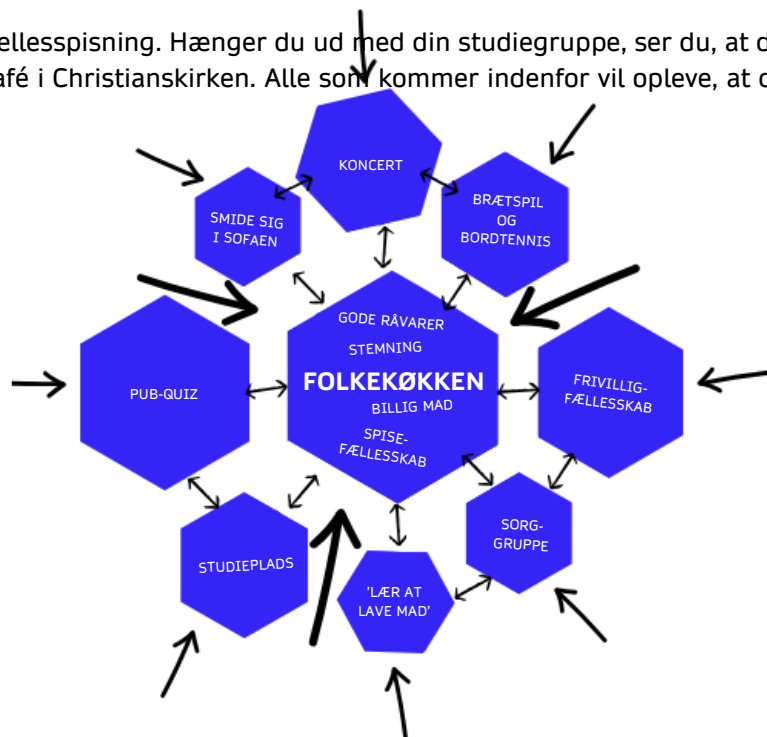 ellesspisning. Hænger du ud med din studiegruppe, ser du, at d
afé i Christianskirken. Alle som kommer indenfor vil opleve, at
KONCERT
BRÆTSPIL
OG
BORDTENNIS
SMIDE SIG
I SOFAEN
GODE RÅVARER
STEMNING
FOLKEKØKKEN
BILLIG MAD
SPISE-
FÆLLESSKAB
PUB-QUIZ
FRIVILLIG-
FÆLLESSKAB
SORG-
GRUPPE
STUDIEPLADS
'LÆR AT
LAVE MAD'